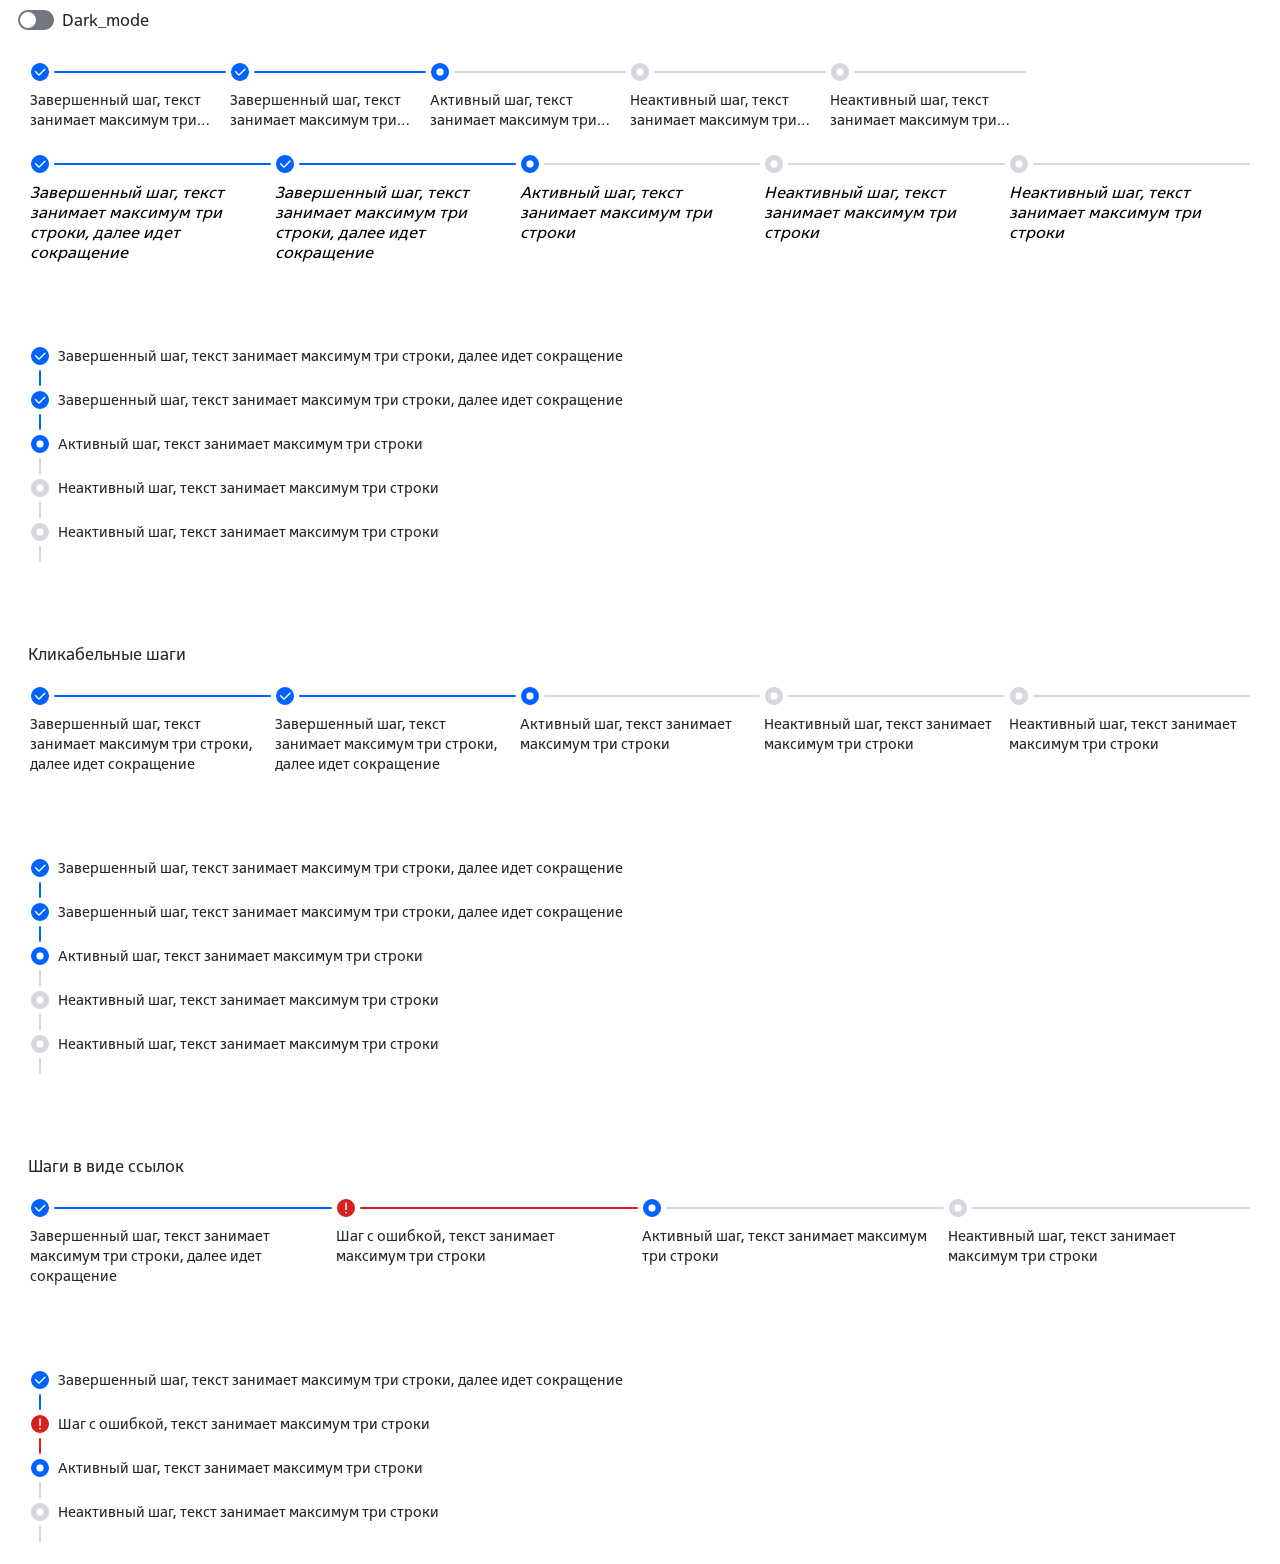 Dark_mode
Завершенный шаг, текст Завершенный шаг, текст Активный шаг, текст Неактивный шаг, текст Неактивный шаг, текст
занимает максимум три... занимает максимум три... занимает максимум три... занимает максимум три... занимает максимум три...
Завершенный шаг, текст Завершенный шаг, текст Активный шаг, текст Неактивный шаг, текст Неактивный шаг, текст
занимает максимум три занимает максимум три занимает максимум три занимает максимум три занимает максимум три
строки, далее идет строки, далее идет строки строки строки
сокращение сокращение
Завершенный шаг, текст занимает максимум три строки, далее идет сокращение
Завершенный шаг, текст занимает максимум три строки, далее идет сокращение
Активный шаг, текст занимает максимум три строки
Неактивный шаг, текст занимает максимум три строки
Неактивный шаг, текст занимает максимум три строки
Кликабельные шаги
Завершенный шаг, текст Завершенный шаг, текст Активный шаг, текст занимает Неактивный шаг, текст занимает Неактивный шаг, текст занимает
занимает максимум три строки, занимает максимум три строки, максимум три строки максимум три строки максимум три строки
далее идет сокращение далее идет сокращение
Завершенный шаг, текст занимает максимум три строки, далее идет сокращение
Завершенный шаг, текст занимает максимум три строки, далее идет сокращение
Активный шаг, текст занимает максимум три строки
Неактивный шаг, текст занимает максимум три строки
Неактивный шаг, текст занимает максимум три строки
Шаги в виде ссылок
Завершенный шаг, текст занимает Шаг с ошибкой, текст занимает Активный шаг, текст занимает максимум Неактивный шаг, текст занимает
максимум три строки, далее идет максимум три строки три строки максимум три строки
сокращение
Завершенный шаг, текст занимает максимум три строки, далее идет сокращение
Шаг с ошибкой, текст занимает максимум три строки
Активный шаг, текст занимает максимум три строки
Неактивный шаг, текст занимает максимум три строки